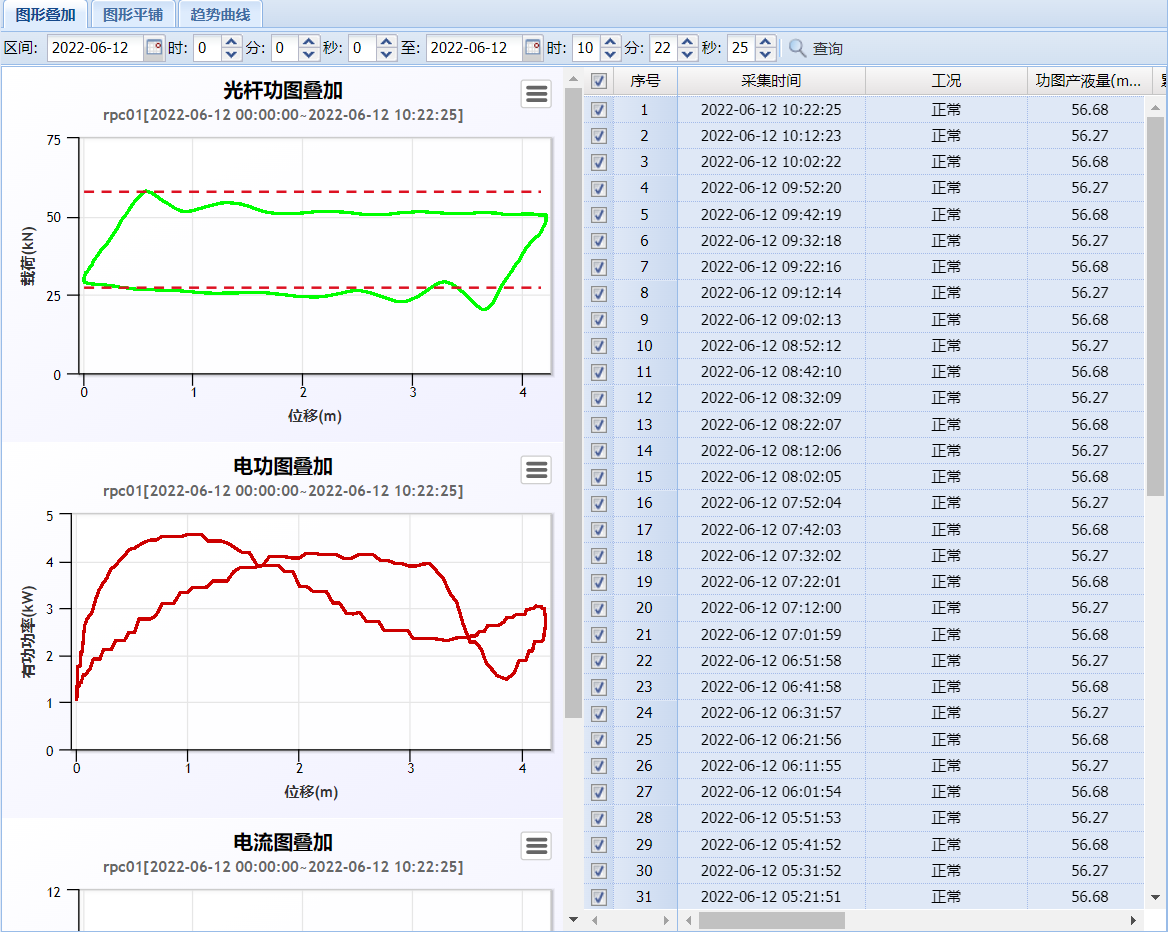 图形叠加 图形平铺 趋势曲线
区间: 2022-06-12 时: 0 分: 0 秒: 0 至: 2022-06-12 时: 10 分: 22 秒: 25 查询
光杆功图叠加
rpc01[2022-06-12 00:00:00~2022-06-12 10:22:25]
75
50
25
0
载荷(kN)
0 1 2 3 4
位移(m)
电功图叠加
rpc01[2022-06-12 00:00:00~2022-06-12 10:22:25]
5
4
3
2
1
0
有功功率(kW)
0 1 2 3 4
位移(m)
电流图叠加
rpc01[2022-06-12 00:00:00~2022-06-12 10:22:25]
12
序号 采集时间 工况 功图产液量(m...
1 2022-06-12 10:22:25 正常 56.68
2 2022-06-12 10:12:23 正常 56.27
3 2022-06-12 10:02:22 正常 56.68
4 2022-06-12 09:52:20 正常 56.27
5 2022-06-12 09:42:19 正常 56.68
6 2022-06-12 09:32:18 正常 56.27
7 2022-06-12 09:22:16 正常 56.68
8 2022-06-12 09:12:14 正常 56.27
9 2022-06-12 09:02:13 正常 56.68
10 2022-06-12 08:52:12 正常 56.27
11 2022-06-12 08:42:10 正常 56.68
12 2022-06-12 08:32:09 正常 56.27
13 2022-06-12 08:22:07 正常 56.68
14 2022-06-12 08:12:06 正常 56.27
15 2022-06-12 08:02:05 正常 56.68
16 2022-06-12 07:52:04 正常 56.27
17 2022-06-12 07:42:03 正常 56.68
18 2022-06-12 07:32:02 正常 56.27
19 2022-06-12 07:22:01 正常 56.68
20 2022-06-12 07:12:00 正常 56.27
21 2022-06-12 07:01:59 正常 56.68
22 2022-06-12 06:51:58 正常 56.27
23 2022-06-12 06:41:58 正常 56.68
24 2022-06-12 06:31:57 正常 56.27
25 2022-06-12 06:21:56 正常 56.68
26 2022-06-12 06:11:55 正常 56.27
27 2022-06-12 06:01:54 正常 56.68
28 2022-06-12 05:51:53 正常 56.27
29 2022-06-12 05:41:52 正常 56.68
30 2022-06-12 05:31:52 正常 56.27
31 2022-06-12 05:21:51 正常 56.68